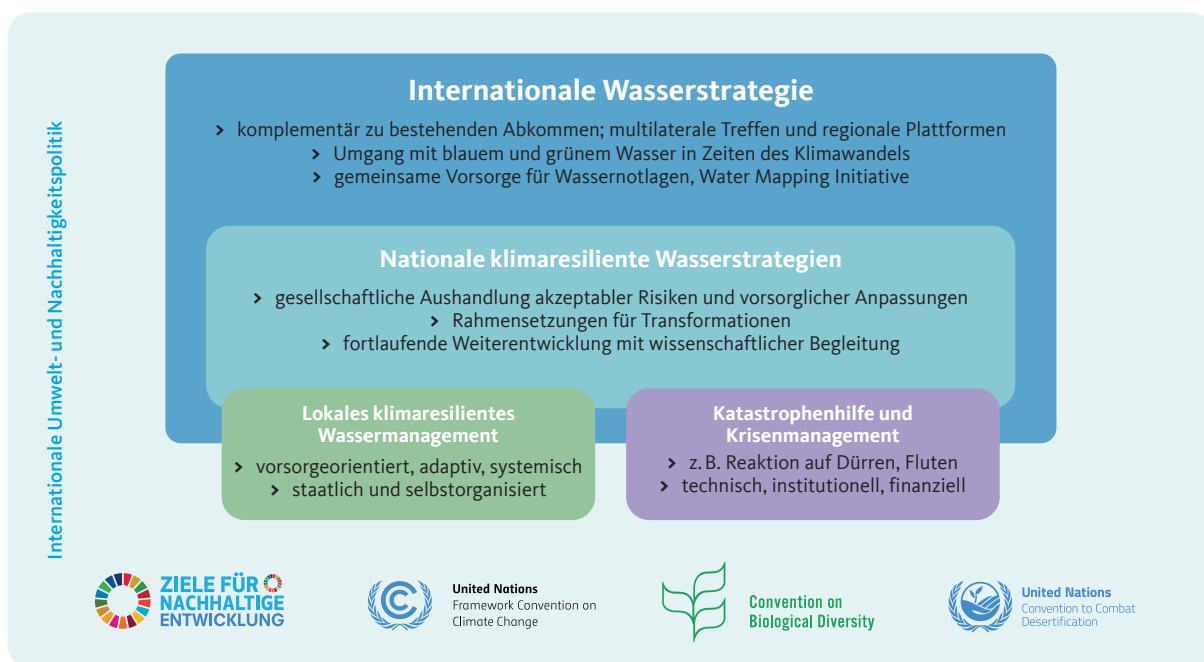 Internationale Umwelt- und Nachhaltigkeitspolitik
Internationale Wasserstrategie
> komplementär zu bestehenden Abkommen; multilaterale Treffen und regionale Plattformen
> Umgang mit blauem und grünem Wasser in Zeiten des Klimawandels
> gemeinsame Vorsorge für Wassernotlagen, Water Mapping Initiative
Nationale klimaresiliente Wasserstrategien
> gesellschaftliche Aushandlung akzeptabler Risiken und vorsorglicher Anpassungen
> Rahmensetzungen für Transformationen
> fortlaufende Weiterentwicklung mit wissenschaftlicher Begleitung
Lokales klimaresilientes
Wassermanagement
> vorsorgeorientiert, adaptiv, systemisch
> staatlich und selbstorganisiert
Katastrophenhilfe und
Krisenmanagement
> z. B. Reaktion auf Dürren, Fluten
> technisch, institutionell, finanziell
ZIELE FÜR
NACHHALTIGE
ENTWICKLUNG
United Nations
Framework Convention on
Climate Change
Convention on
Biological Diversity
United Nations
Convention to Combat
Desertification